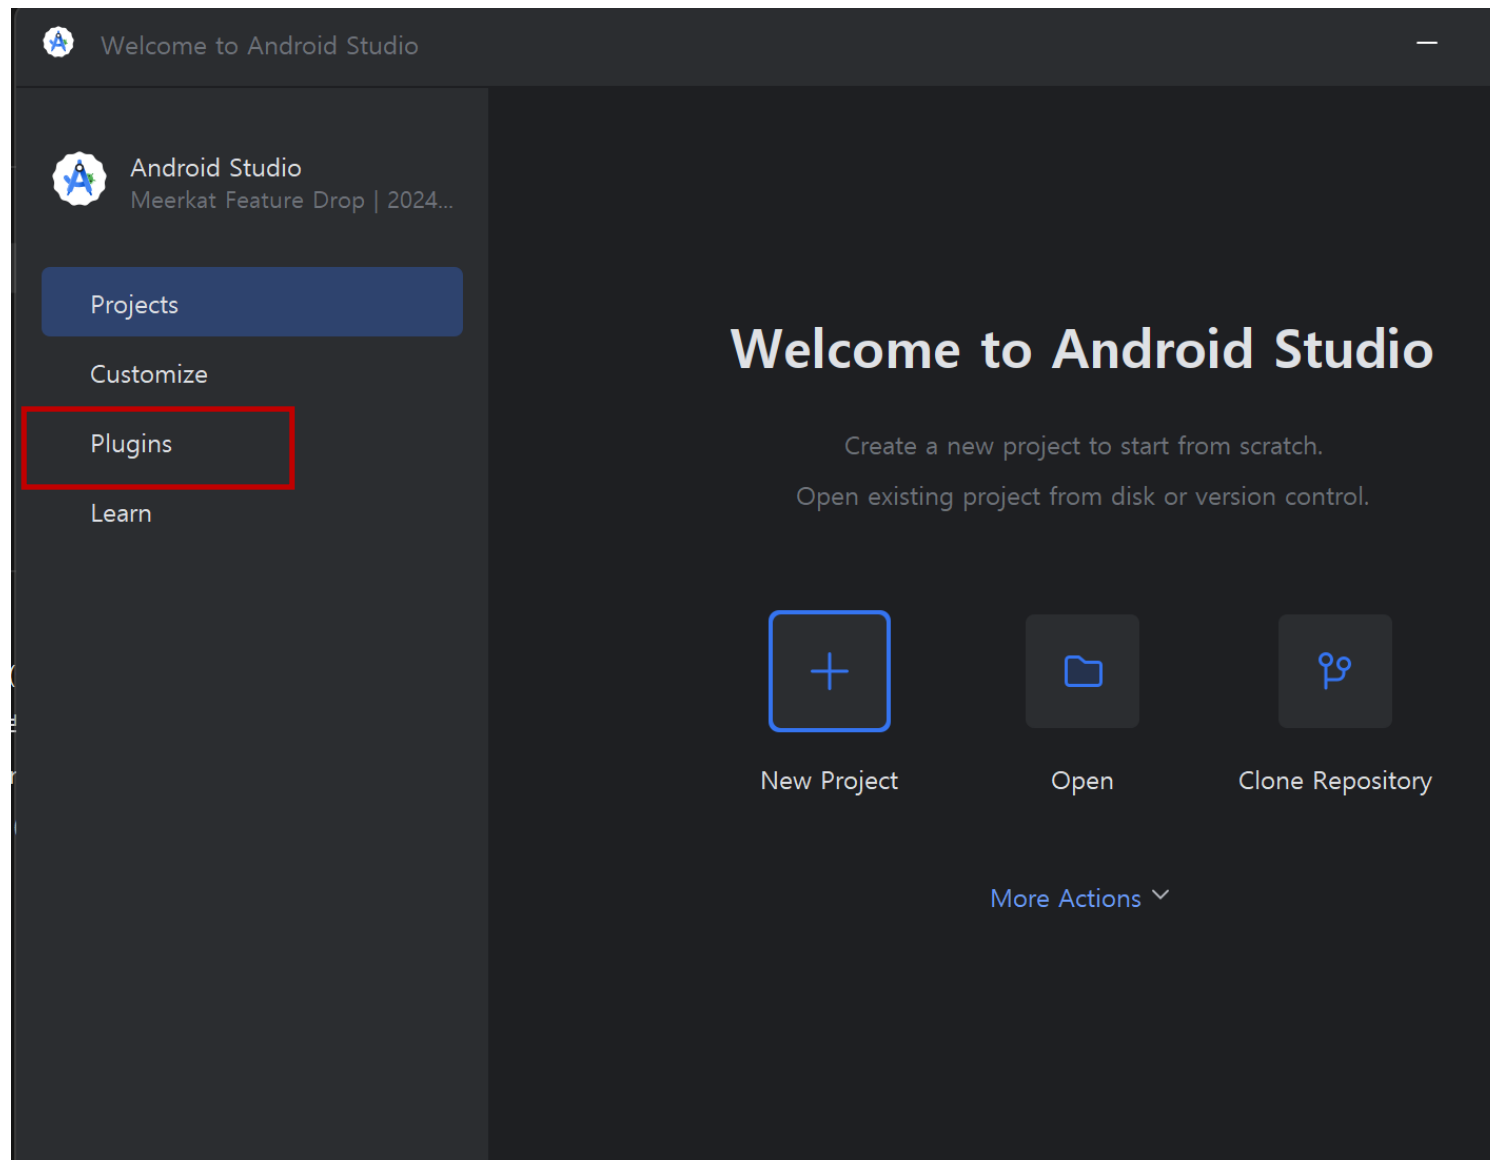 Welcome to Android Studio
Android Studio
Meerkat Feature Drop | 2024...
Projects
Customize
Plugins
Learn
Welcome to Android Studio
Create a new project to start from scratch.
Open existing project from disk or version control.
New Project
Open
Clone Repository
More Actions